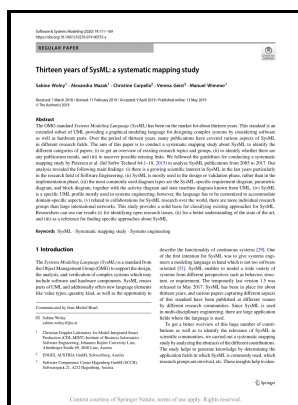 Software & Systems Modeling (2020) 19:111–169
https://doi.org/10.1007/s10270-019-00735-y
REGULAR PAPER
Thirteen years of SysML: a systematic mapping study
Sabine Wolny · Alexandra Mazak · Christine Carpella · Verena Geist · Manuel Wimmer
Received: 7 March 2018 / Revised: 11 February 2019 / Accepted: 9 April 2019 / Published online: 13 May 2019
© The Author(s) 2019
Abstract
The OMG standard Systems Modeling Language (SysML) has been on the market for about thirteen years. This standard is an
extended subset of UML providing a graphical modeling language for designing complex systems by considering software
as well as hardware parts. Over the period of thirteen years, many publications have covered various aspects of SysML
in different research fields. The aim of this paper is to conduct a systematic mapping study about SysML to identify the
different categories of papers, (i) to get an overview of existing research topics and groups, (ii) to identify whether there are
any publication trends, and (iii) to uncover possible missing links. We followed the guidelines for conducting a systematic
mapping study by Petersen et al. (Inf Softw Technol 64:1–18, 2015) to analyze SysML publications from 2005 to 2017. Our
analysis revealed the following main findings: (i) there is a growing scientific interest in SysML in the last years particularly
in the research field of Software Engineering, (ii) SysML is mostly used in the design or validation phase, rather than in the
implementation phase, (iii) the most commonly used diagram types are the SysML-specific requirement diagram, parametric
diagram, and block diagram, together with the activity diagram and state machine diagram known from UML, (iv) SysML
is a specific UML profile mostly used in systems engineering; however, the language has to be customized to accommodate
domain-specific aspects, (v) related to collaborations for SysML research over the world, there are more individual research
groups than large international networks. This study provides a solid basis for classifying existing approaches for SysML.
Researchers can use our results (i) for identifying open research issues, (ii) for a better understanding of the state of the art,
and (iii) as a reference for finding specific approaches about SysML.
Keywords SysML · Systematic mapping study · Systems engineering
1 Introduction
The Systems Modeling Language (SysML) is a standard from
the Object Management Group (OMG) to support the design,
the analysis, and verification of complex systems which may
include software and hardware components. SysML reuses
parts of UML and additionally offers new language elements
like value types, quantity kind, as well as the opportunity to
Communicated by Jean-Michel Bruel.
Sabine Wolny
sabine.wolny@jku.at
1 Christian Doppler Laboratory for Model-Integrated Smart
Production (CDL-MINT), Institute of Business Informatics -
Software Engineering, Johannes Kepler University Linz,
Altenberger Straße 69, 4040 Linz, Austria
2 ENGEL AUSTRIA GmbH, Schwertberg, Austria
3 Software Competence Center Hagenberg (SCCH) GmbH,
Softwarepark 21, 4232 Hagenberg, Austria
describe the functionality of continuous systems [29]. One
of the first intention for SysML was to give systems engi-
neers a modeling language in hand which is not too software
oriented [51]. SysML enables to model a wide variety of
systems from different perspectives such as behavior, struc-
ture, or requirement. The temporarily last version 1.5 was
released in May 2017. SysML has been in place for about
thirteen years, and various papers capturing different aspects
of this standard have been published at different venues
by different research communities. Since SysML is used
in multi-disciplinary engineering, there are large application
fields where the language is used.
To get a better overview of this large number of contri-
butions as well as to identify the relevance of SysML in
scientific communities, we carried out a systematic mapping
study by analyzing the abstracts of the different contributions.
The study helps to generate knowledge by determining the
application fields in which SysML is commonly used, which
research groups are involved, etc. These insights help to iden-
Springer
Content courtesy of Springer Nature, terms of use apply. Rights reserved.